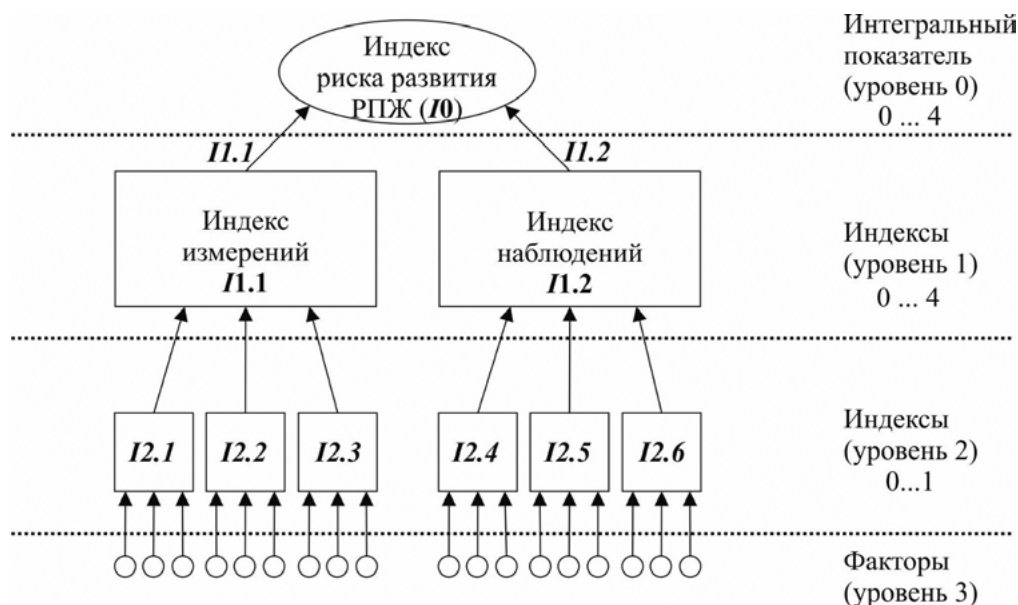 Интегральный
показатель
(уровень 0)
0 ... 4
Индекс
риска развития
РПЖ (I0)
I1.1
I1.2
Индекс
измерений
I1.1
Индекс
наблюдений
I1.2
Индексы
(уровень 1)
0 ... 4
I2.1
I2.2
I2.3
I2.4
I2.5
I2.6
Индексы
(уровень 2)
0...1
Факторы
(уровень 3)